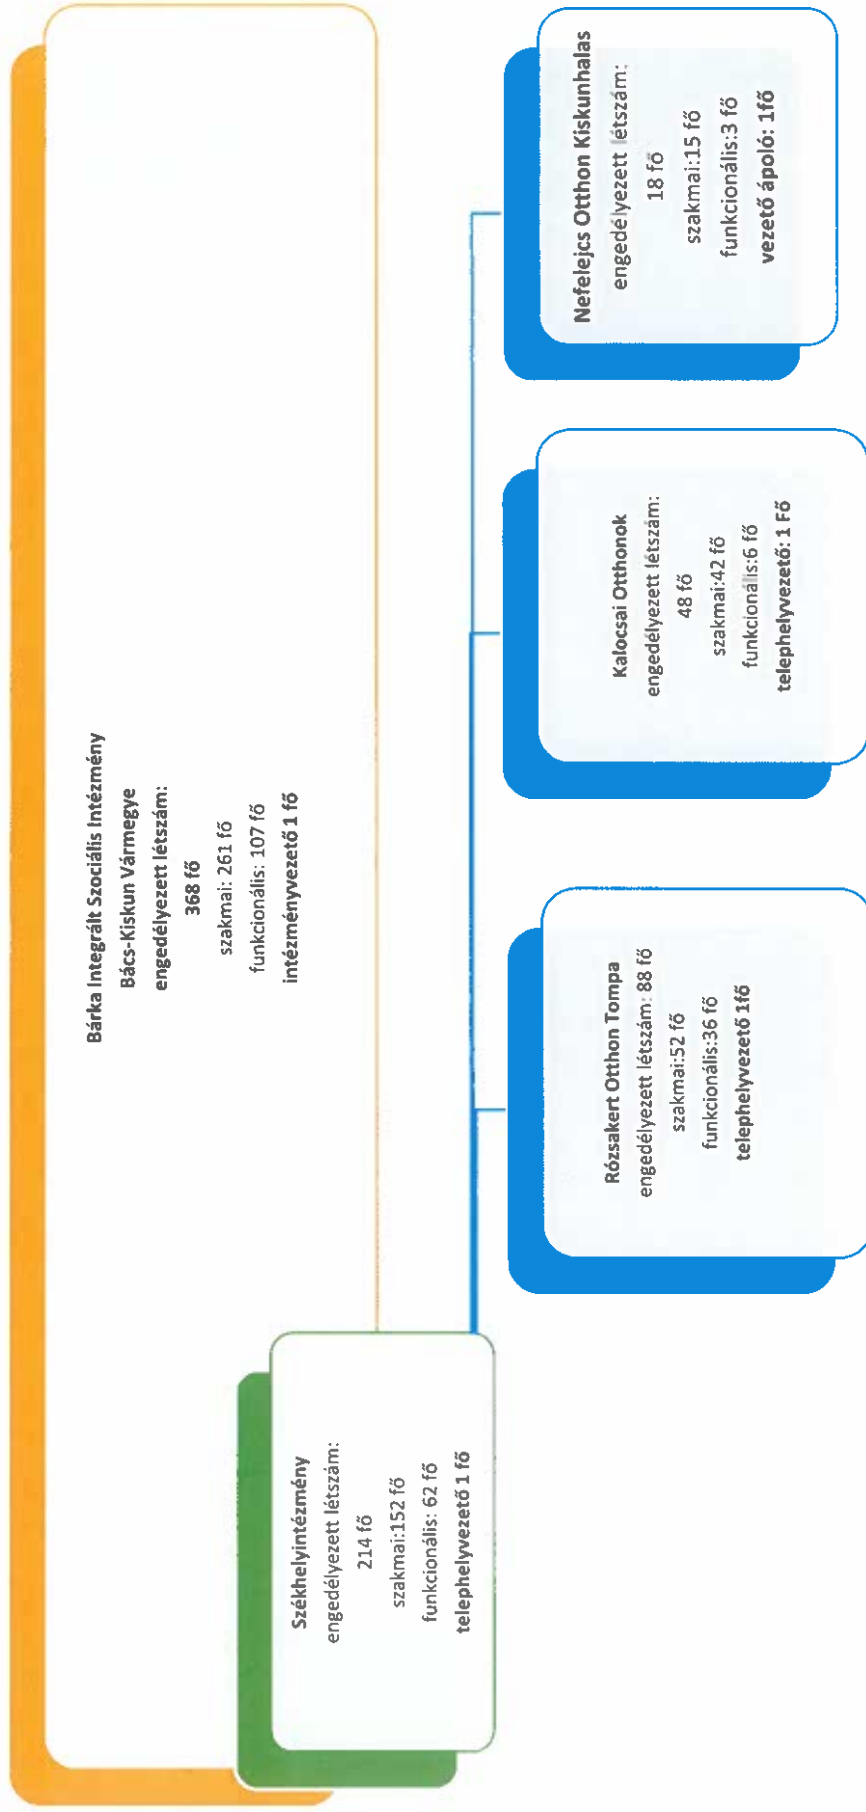 Bárka Integrált Szociális Intézmény
Bács-Kiskun Vármegye
engedélyezett létszám:
368 fő
szakmai: 261 fő
funkcionális: 107 fő
intézményvezető 1 fő
Székhelyintézmény
engedélyezett létszám:
214 fő
szakmai:152 fő
funkcionális: 62 fő
telephelyvezető 1 fő
Rózsakert Otthon Tompa
engedélyezett létszám: 88 fő
szakmai:52 fő
funkcionális:36 fő
telephelyvezető 1fő
Kalocsai Otthonok
engedélyezett létszám:
48 fő
szakmai:42 fő
funkcionális:6 fő
telephelyvezető: 1 Fő
Nefelejcs Otthon Kiskunhalas
engedélyezett létszám:
18 fő
szakmai:15 fő
funkcionális:3 fő
vezető ápoló: 1fő